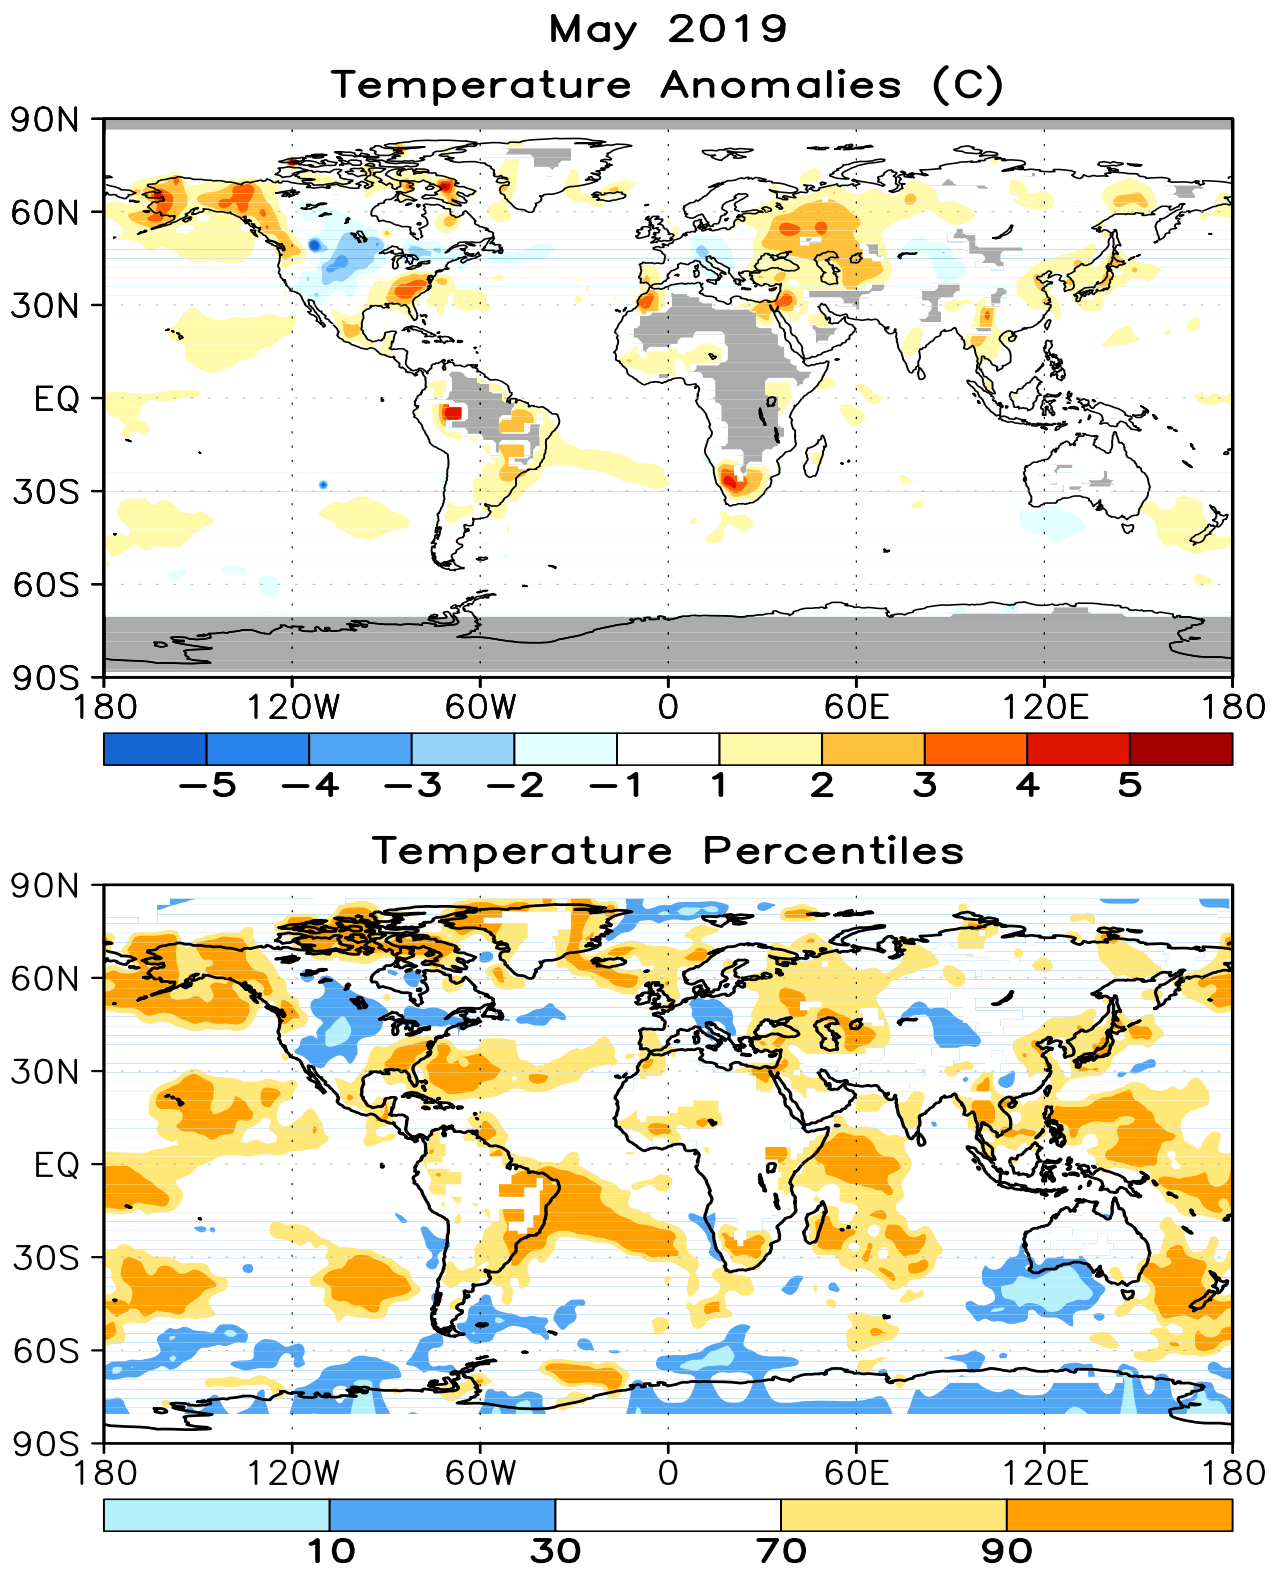 May 2019
Temperature Anomalies (C)
90N
60N
30N
EQ
30S
60S
90S
180 120W 60W 0 60E 120E 180
−5 −4 −3 −2 −1 1 2 3 4 5
Temperature Percentiles
90N
60N
30N
EQ
30S
60S
90S
180 120W 60W 0 60E 120E 180
10 30 70 90